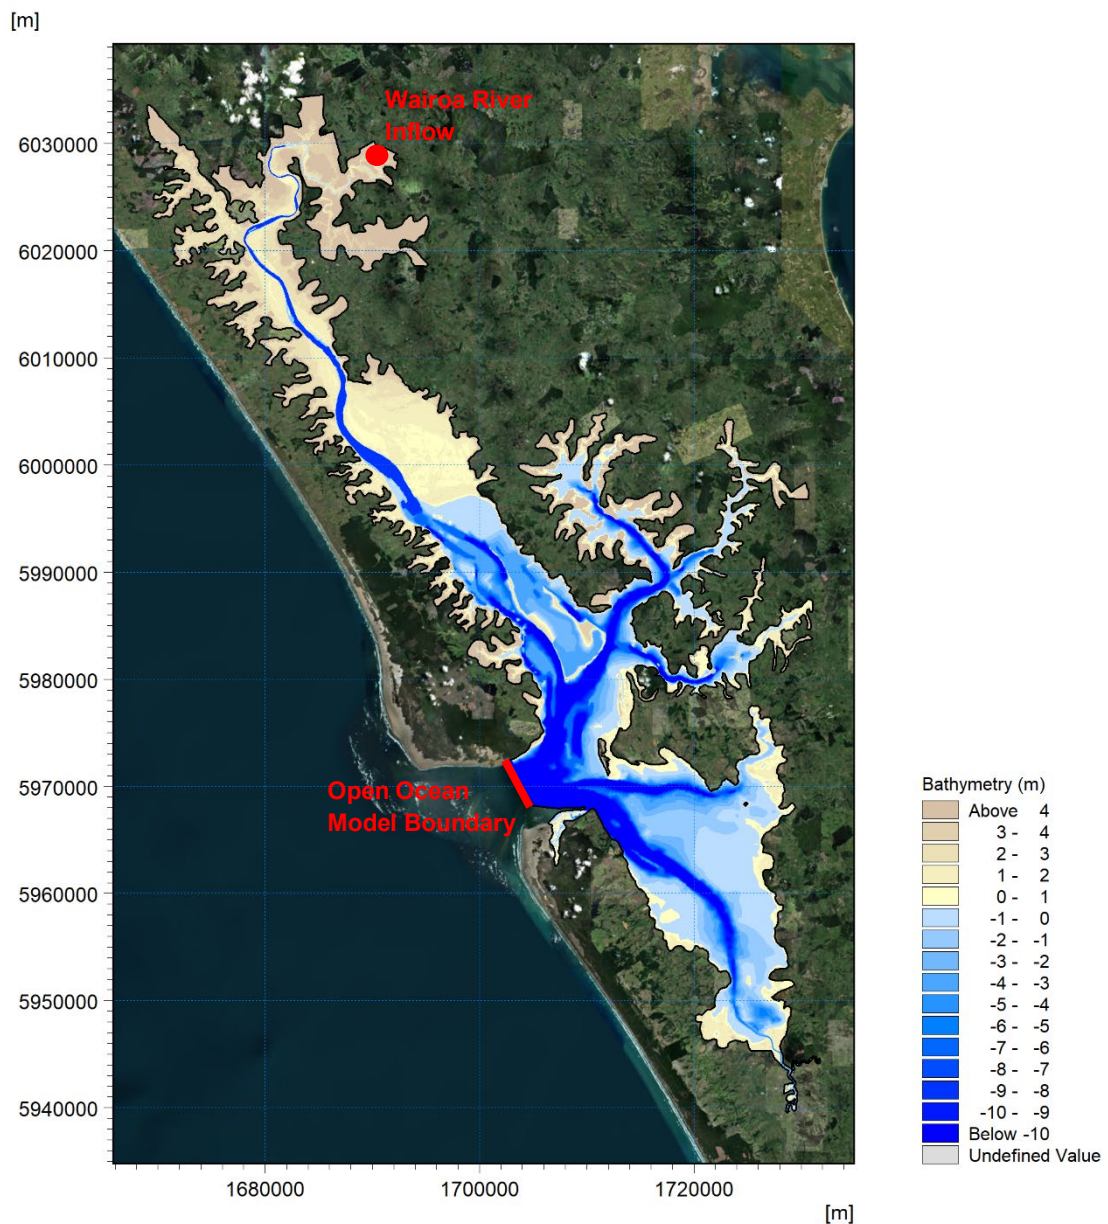 [m]
Wairoa River
Inflow
6030000
6020000
6010000
6000000
5990000
5980000
5970000
Open Ocean
Model Boundary
5960000
5950000
5940000
1680000 1700000 1720000
[m]
Bathymetry (m)
Above 4
3 - 4
2 - 3
1 - 2
0 - 1
-1 - 0
-2 - -1
-3 - -2
-4 - -3
-5 - -4
-6 - -5
-7 - -6
-8 - -7
-9 - -8
-10 - -9
Below -10
Undefined Value